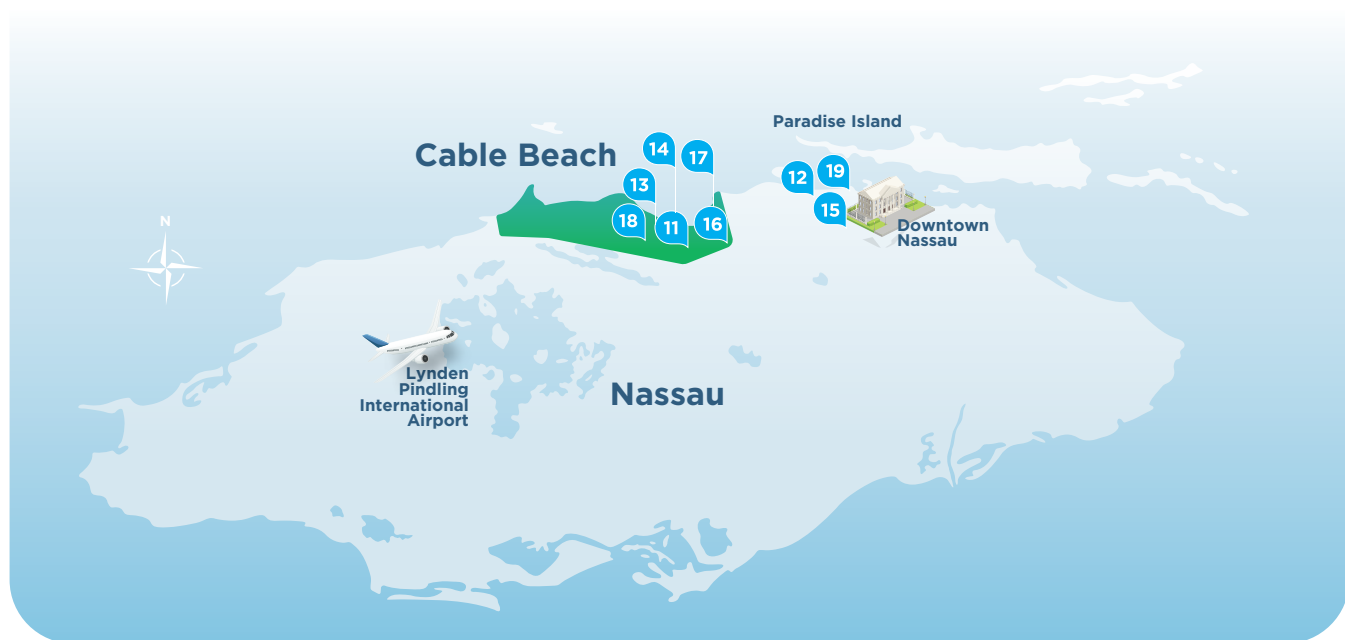 Paradise Island
Cable Beach
14
17
12
19
13
15
18
11
16
Downtown
Nassau
N
Lynden
Pindling
International
Airport
Nassau